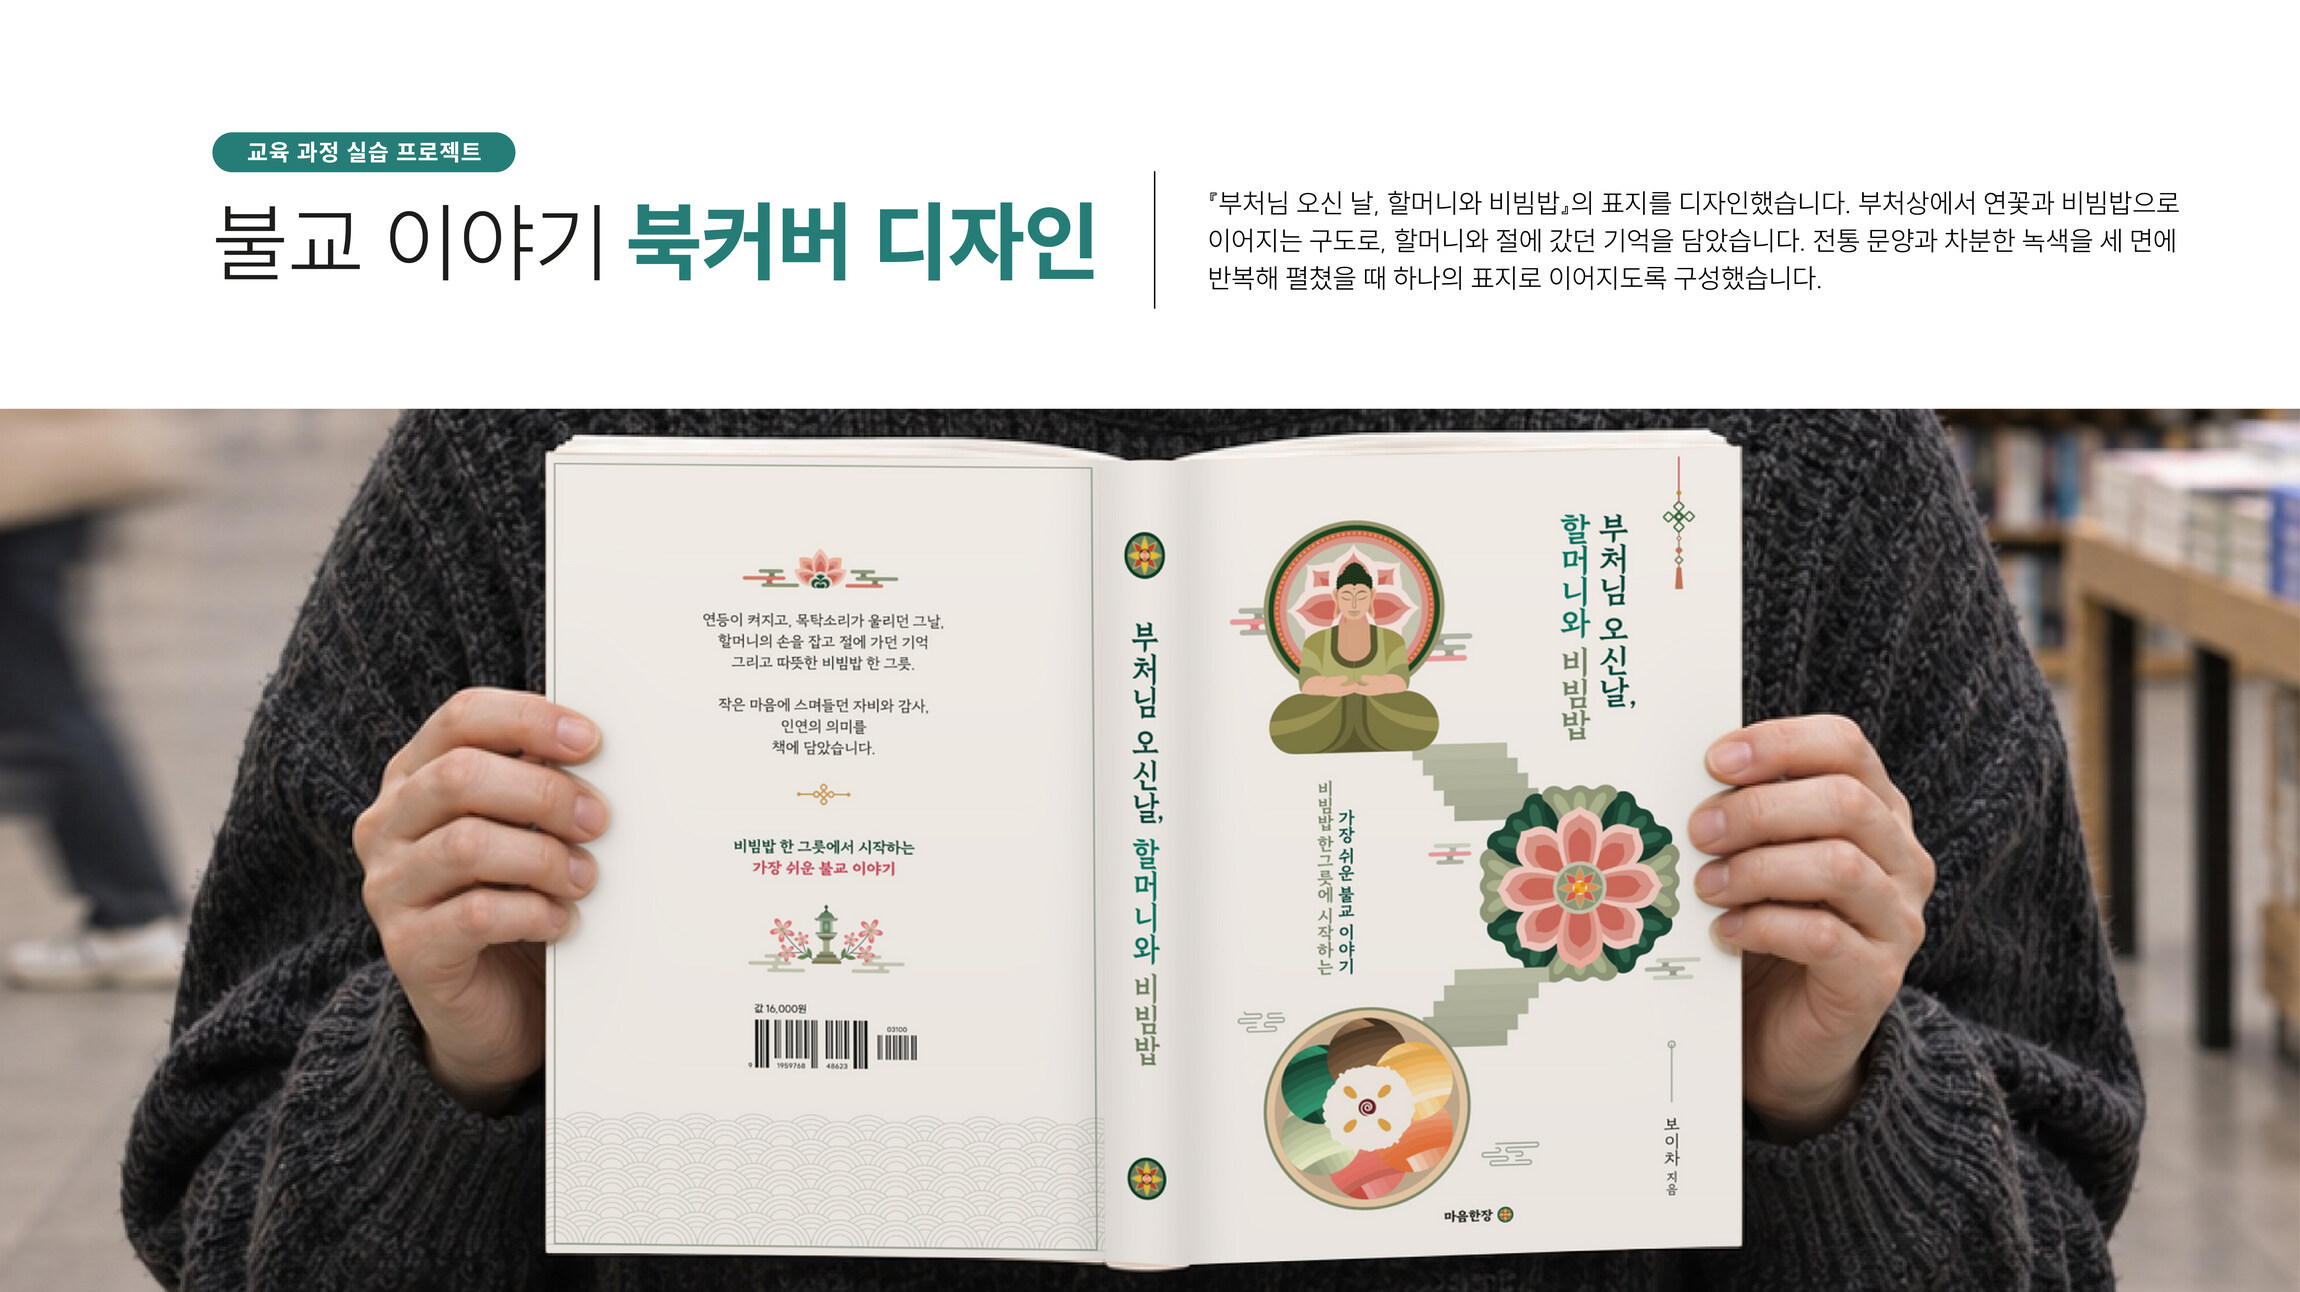 교육 과정 실습 프로젝트
불교 이야기 북커버 디자인
『부처님 오신 날, 할머니와 비빔밥』의 표지를 디자인했습니다. 부처상에서 연꽃과 비빔밥으로
이어지는 구도로, 할머니와 절에 갔던 기억을 담았습니다. 전통 문양과 차분한 녹색을 세 면에
반복해 펼쳤을 때 하나의 표지로 이어지도록 구성했습니다.
연등이 켜지고, 목탁소리가 울리던 그날,
할머니의 손을 잡고 절에 가던 기억
그리고 따뜻한 비빔밥 한 그릇.
작은 마음에 스며들던 자비와 감사,
인연의 의미를
책에 담았습니다.
비빔밥 한 그릇에서 시작하는
가장 쉬운 불교 이야기
값 16,000원
03100
9 1959768 48623
부처님 오신날, 할머니와 비빔밥
부처님 오신날,
할머니와 비빔밥
가장 쉬운 불교 이야기
비빔밥 한그릇에 시작하는
보이차 지음
마음한장